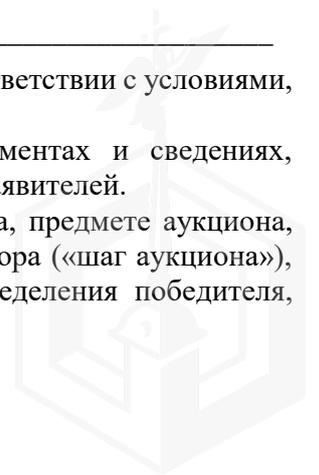 ветствии с условиями,
ментах и сведениях,
явителей.
а, предмете аукциона,
ора («шаг аукциона»),
еделения победителя,